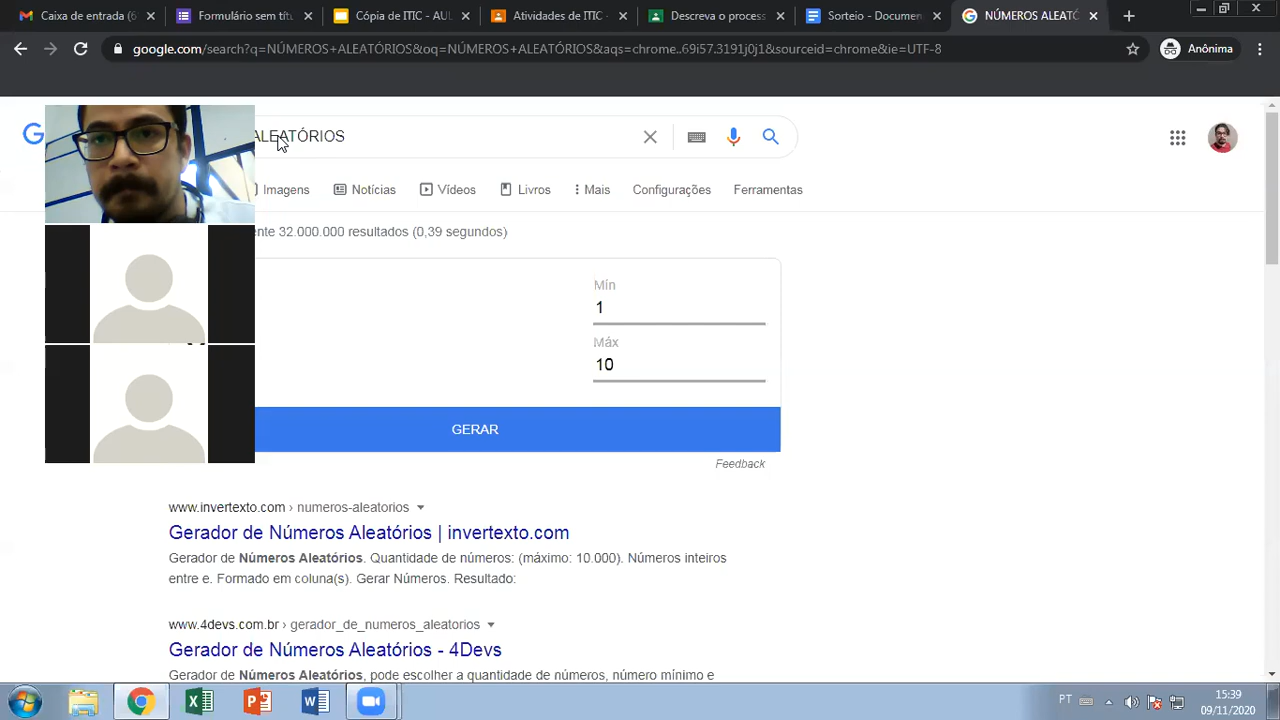 Caixa de entrada (6
Formulário sem títu
Cópia de ITIC - AUL
Atividades de ITIC -
Descreva o process
Sorteio - Documen
NÚMEROS ALEATÓ
google.com/search?q=NÚMEROS+ALEATÓRIOS&oq=NÚMEROS+ALEATÓRIOS&aqs=chrome..69i57.3191j0j1&sourceid=chrome&ie=UTF-8
Anônima
G
ALEATÓRIOS
Imagens
Notícias
Vídeos
Livros
Mais
Configurações
Ferramentas
ente 32.000.000 resultados (0,39 segundos)
Mín
1
Máx
10
GERAR
Feedback
www.invertexto.com › numeros-aleatorios
Gerador de Números Aleatórios | invertexto.com
Gerador de Números Aleatórios. Quantidade de números: (máximo: 10.000). Números inteiros
entre e. Formado em coluna(s). Gerar Números. Resultado:
www.4devs.com.br › gerador_de_numeros_aleatorios
Gerador de Números Aleatórios - 4Devs
Gerador de Números Aleatórios, pode escolher a quantidade de números, número mínimo e
PT
15:39
09/11/2020